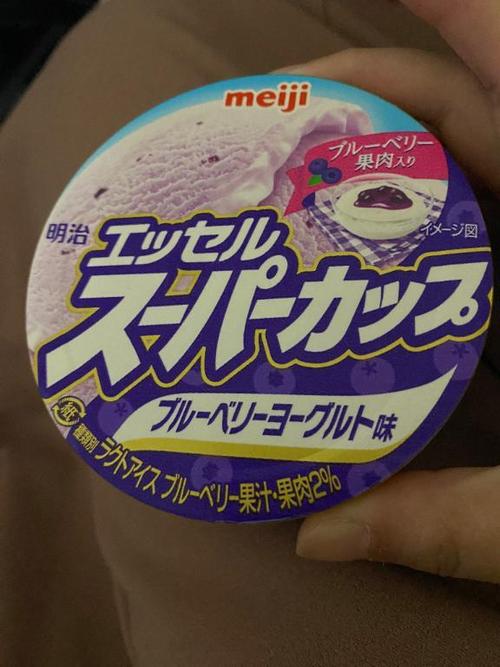 meiji
ブルーベリー
果肉入り
イメージ図
明治
エッセル
スーパーカップ
ブルーベリーヨーグルト味
紙
種類別 ラクトアイス ブルーベリー果汁・果肉2%